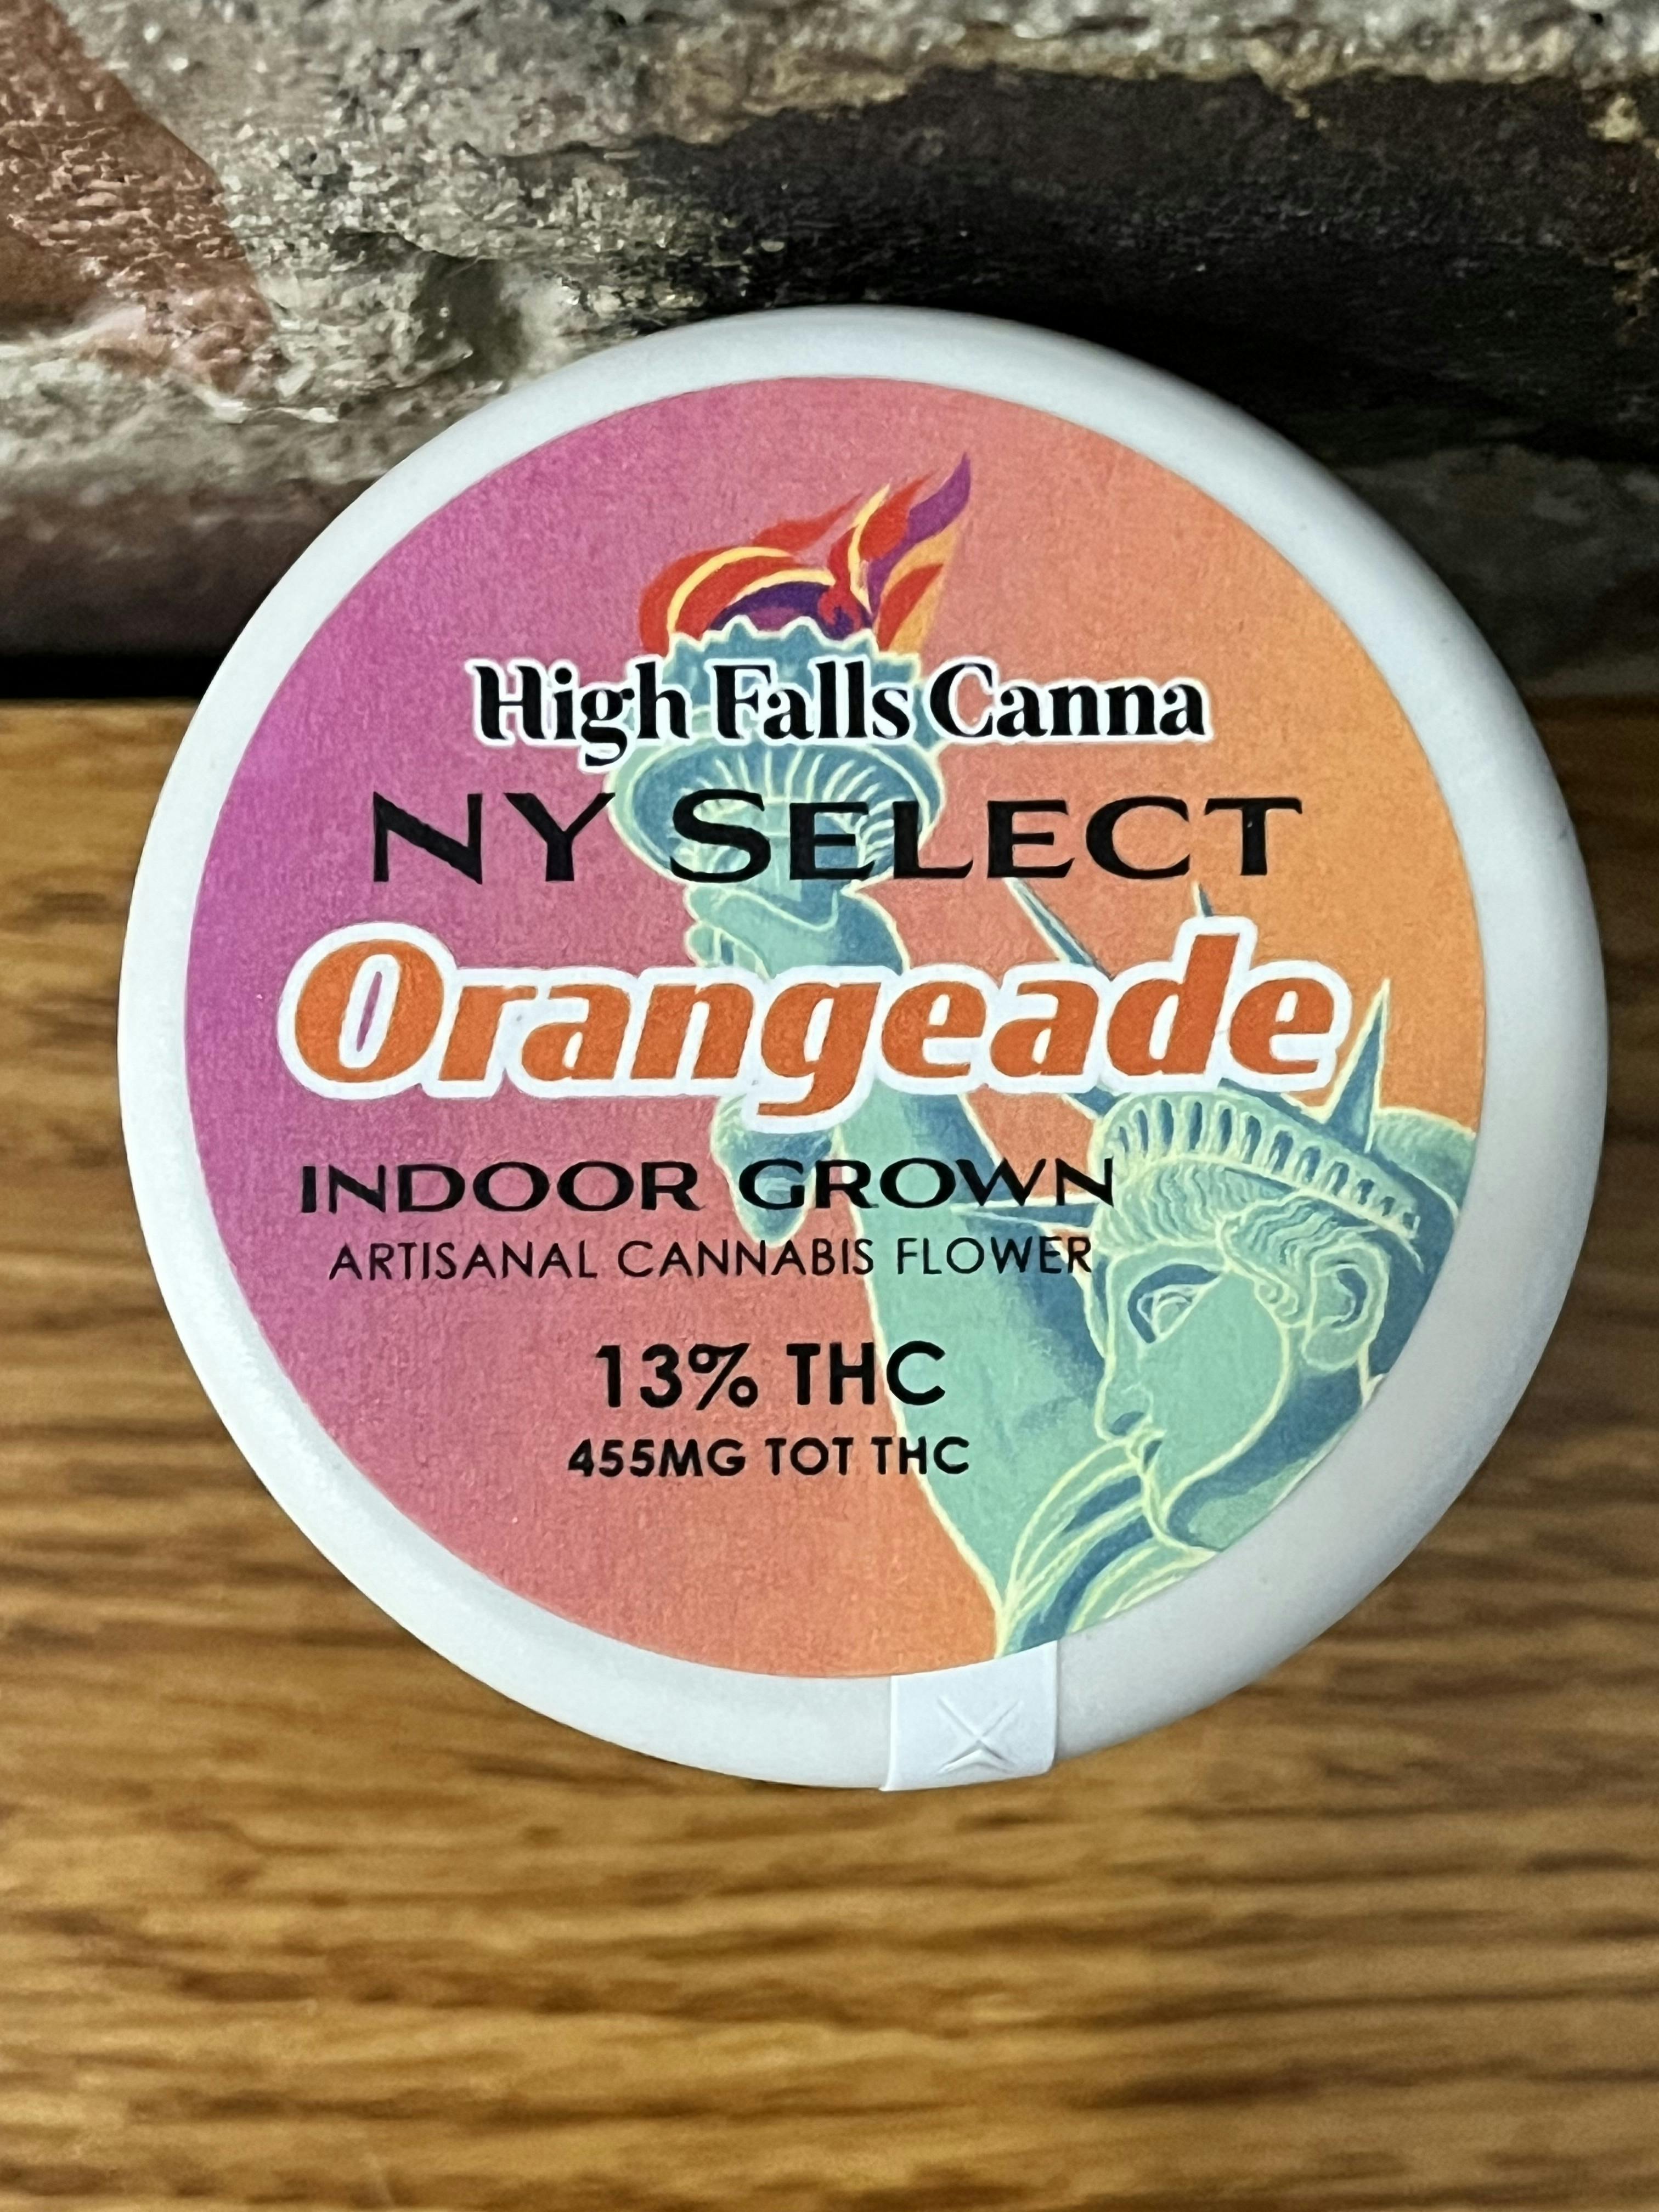 High Falls Canna
NY SELECT
Orangeade
INDOOR GROWN
ARTISANAL CANNABIS FLOWER
13% THC
455MG TOT THC